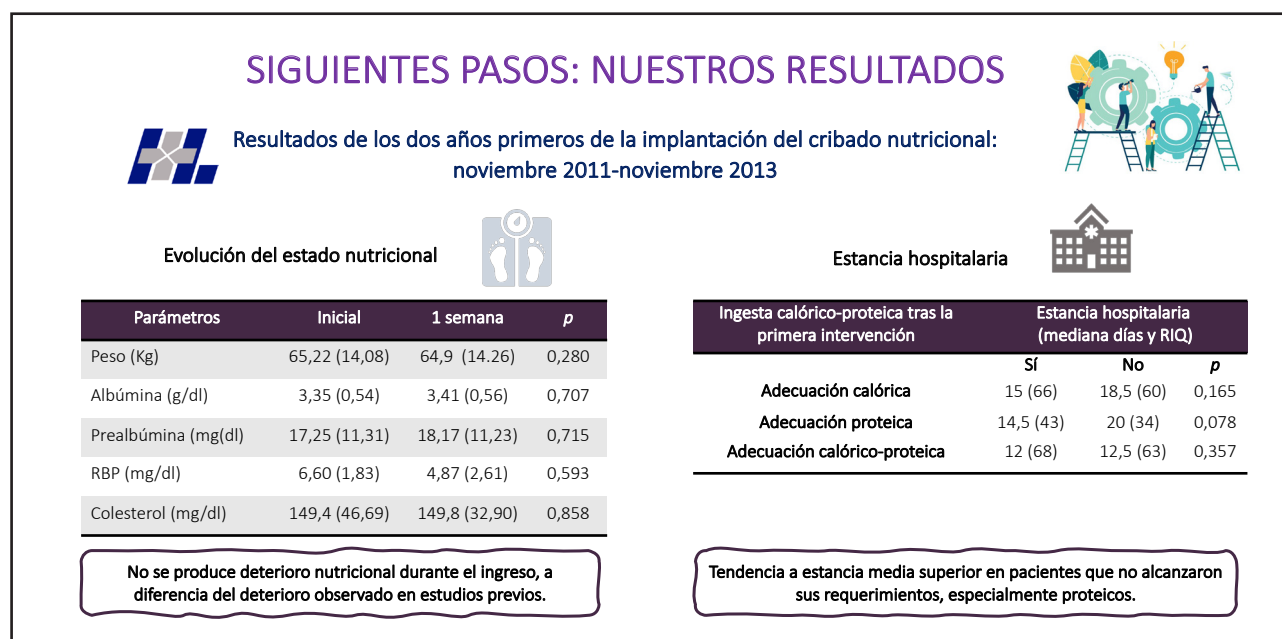 SIGUIENTES PASOS: NUESTROS RESULTADOS
Resultados de los dos años primeros de la implantación del cribado nutricional:
noviembre 2011-noviembre 2013
Evolución del estado nutricional
Parámetros Inicial 1 semana p
Peso (Kg) 65,22 (14,08) 64,9 (14.26) 0,280
Albúmina (g/dl) 3,35 (0,54) 3,41 (0,56) 0,707
Prealbúmina (mg(dl) 17,25 (11,31) 18,17 (11,23) 0,715
RBP (mg/dl) 6,60 (1,83) 4,87 (2,61) 0,593
Colesterol (mg/dl) 149,4 (46,69) 149,8 (32,90) 0,858
No se produce deterioro nutricional durante el ingreso, a
diferencia del deterioro observado en estudios previos.
Estancia hospitalaria
Ingesta calórico-proteica tras la
primera intervención
Estancia hospitalaria
(mediana días y RIQ)
Sí No p
Adecuación calórica 15 (66) 18,5 (60) 0,165
Adecuación proteica 14,5 (43) 20 (34) 0,078
Adecuación calórico-proteica 12 (68) 12,5 (63) 0,357
Tendencia a estancia media superior en pacientes que no alcanzaron
sus requerimientos, especialmente proteicos.